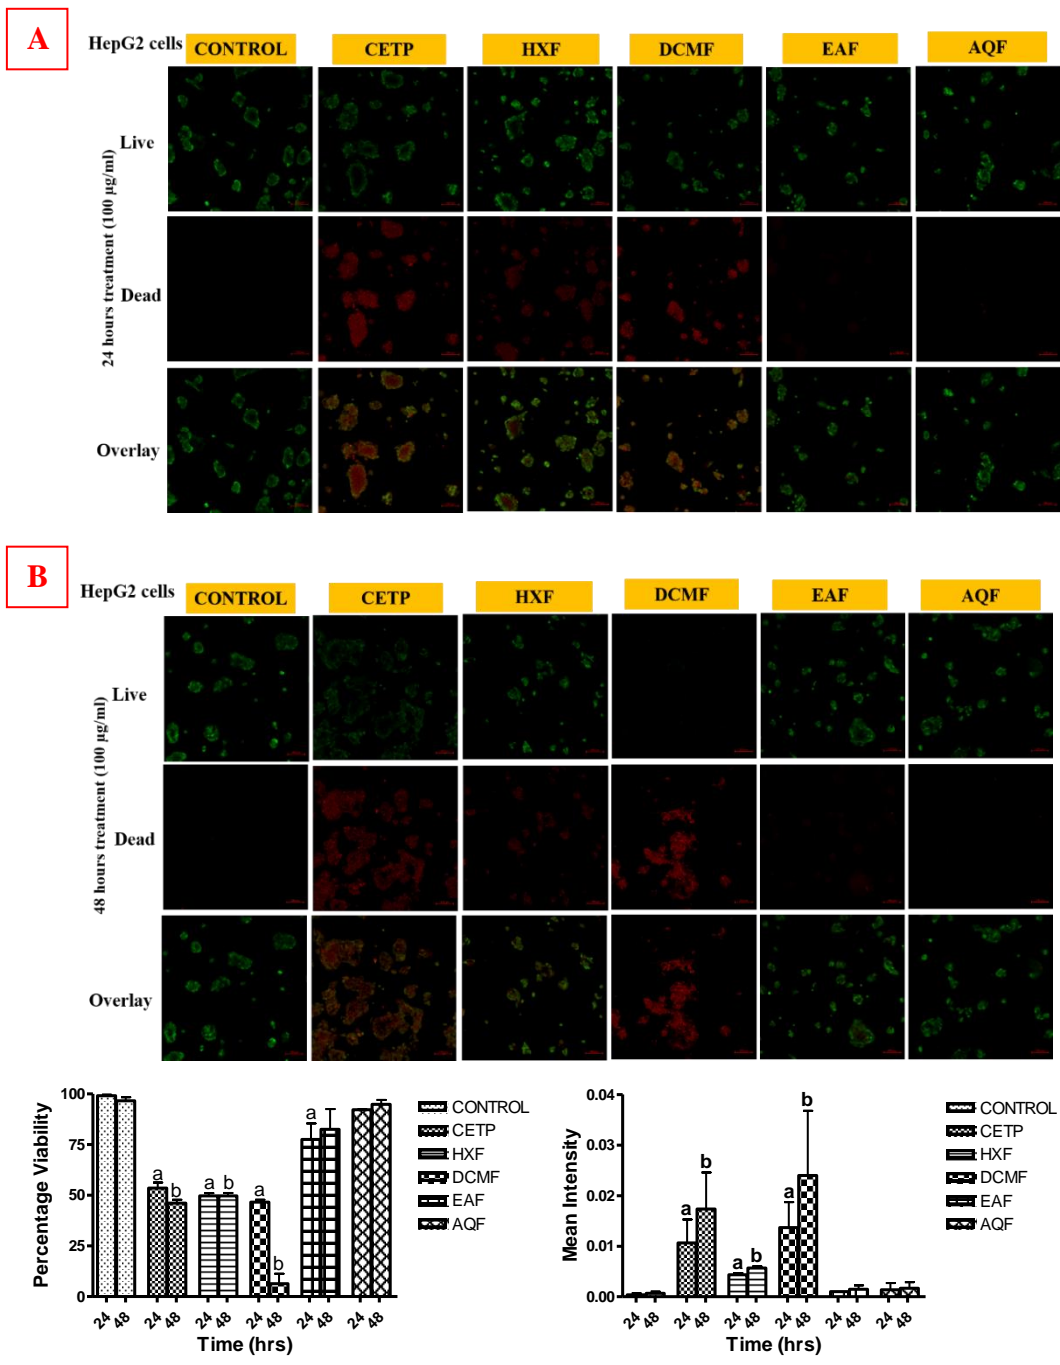 A
HepG2 cells
CONTROL CETP HXF DCMF EAF AQF
24 hours treatment (100 µg/ml)
Live
Dead
Overlay
B
HepG2 cells
CONTROL CETP HXF DCMF EAF AQF
48 hours treatment (100 µg/ml)
Live
Dead
Overlay
Percentage Viability
100
75
50
25
0
a b a b a b a
24 48 24 48 24 48 24 48 24 48 24 48
Time (hrs)
CONTROL
CETP
HXF
DCMF
EAF
AQF
Mean Intensity
0.04
0.03
0.02
0.01
0.00
a b a b a b
24 48 24 48 24 48 24 48 24 48 24 48
Time (hrs)
CONTROL
CETP
HXF
DCMF
EAF
AQF